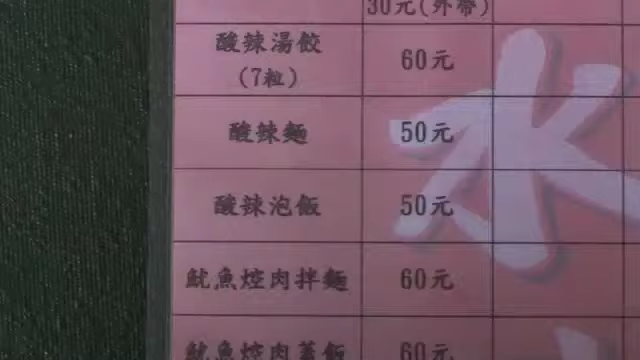 30元(外帶)
酸辣湯餃 60元
(7粒)
酸辣麵 50元
酸辣泡飯 50元
魷魚焢肉拌麵 60元
魷魚焢肉蓋飯 60元
水